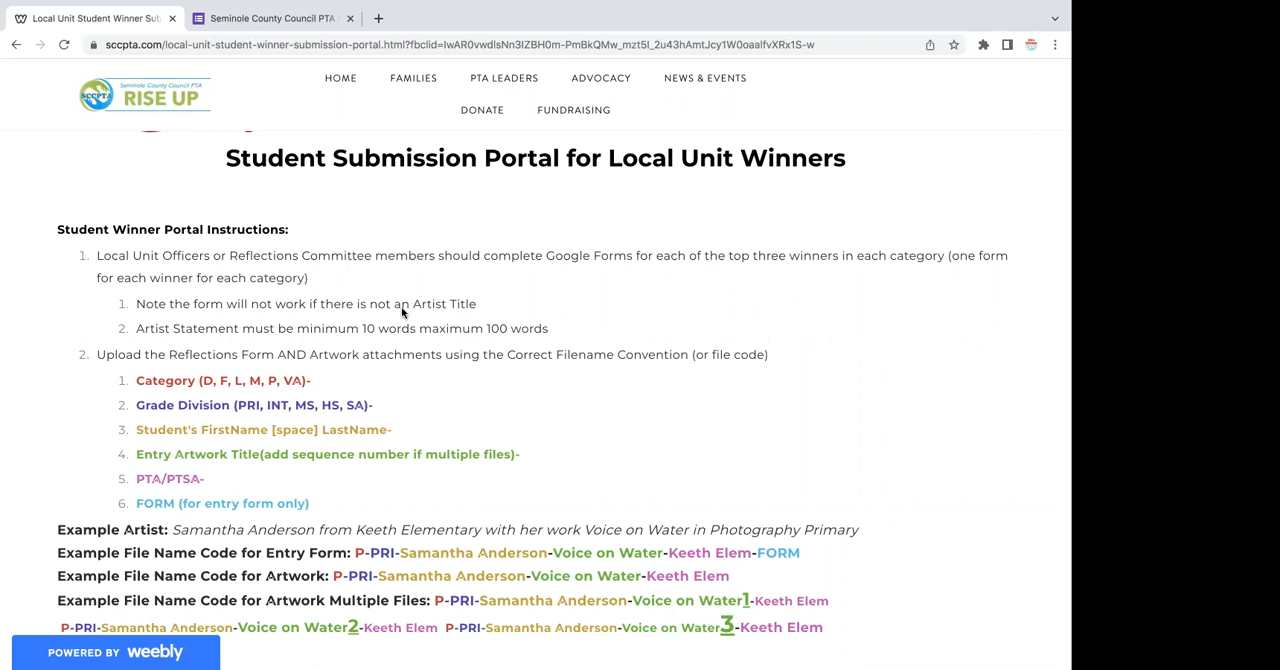 Local Unit Student Winner Sub
Seminole County Council PTA
sccpta.com/local-unit-student-winner-submission-portal.html?fbclid=IwAR0vwdlsNn3IZBH0m-PmBkQMw_mzt5I_2u43hAmtJcy1W0oaalfvXRx1S-w
Seminole County Council PTA
SCCPTA
RISE UP
HOME FAMILIES PTA LEADERS ADVOCACY NEWS & EVENTS
DONATE FUNDRAISING
Student Submission Portal for Local Unit Winners
Student Winner Portal Instructions:
1. Local Unit Officers or Reflections Committee members should complete Google Forms for each of the top three winners in each category (one form
for each winner for each category)
1. Note the form will not work if there is not an Artist Title
2. Artist Statement must be minimum 10 words maximum 100 words
2. Upload the Reflections Form AND Artwork attachments using the Correct Filename Convention (or file code)
1. Category (D, F, L, M, P, VA)-
2. Grade Division (PRI, INT, MS, HS, SA)-
3. Student's FirstName [space] LastName-
4. Entry Artwork Title(add sequence number if multiple files)-
5. PTA/PTSA-
6. FORM (for entry form only)
Example Artist: Samantha Anderson from Keeth Elementary with her work Voice on Water in Photography Primary
Example File Name Code for Entry Form: P-PRI-Samantha Anderson-Voice on Water-Keeth Elem-FORM
Example File Name Code for Artwork: P-PRI-Samantha Anderson-Voice on Water-Keeth Elem
Example File Name Code for Artwork Multiple Files: P-PRI-Samantha Anderson-Voice on Water1-Keeth Elem
P-PRI-Samantha Anderson-Voice on Water2-Keeth Elem P-PRI-Samantha Anderson-Voice on Water3-Keeth Elem
POWERED BY weebly